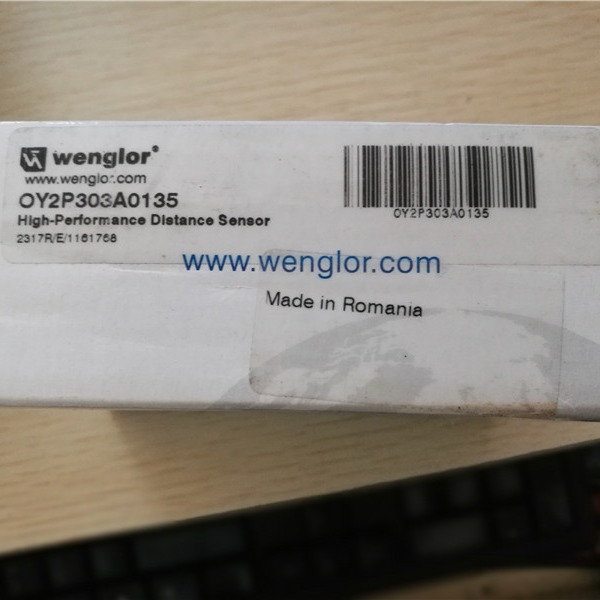 wenglor®
www.wenglor.com
OY2P303A0135
High-Performance Distance Sensor
2317R/E/1161768
OY2P303A0135
www.wenglor.com
Made in Romania